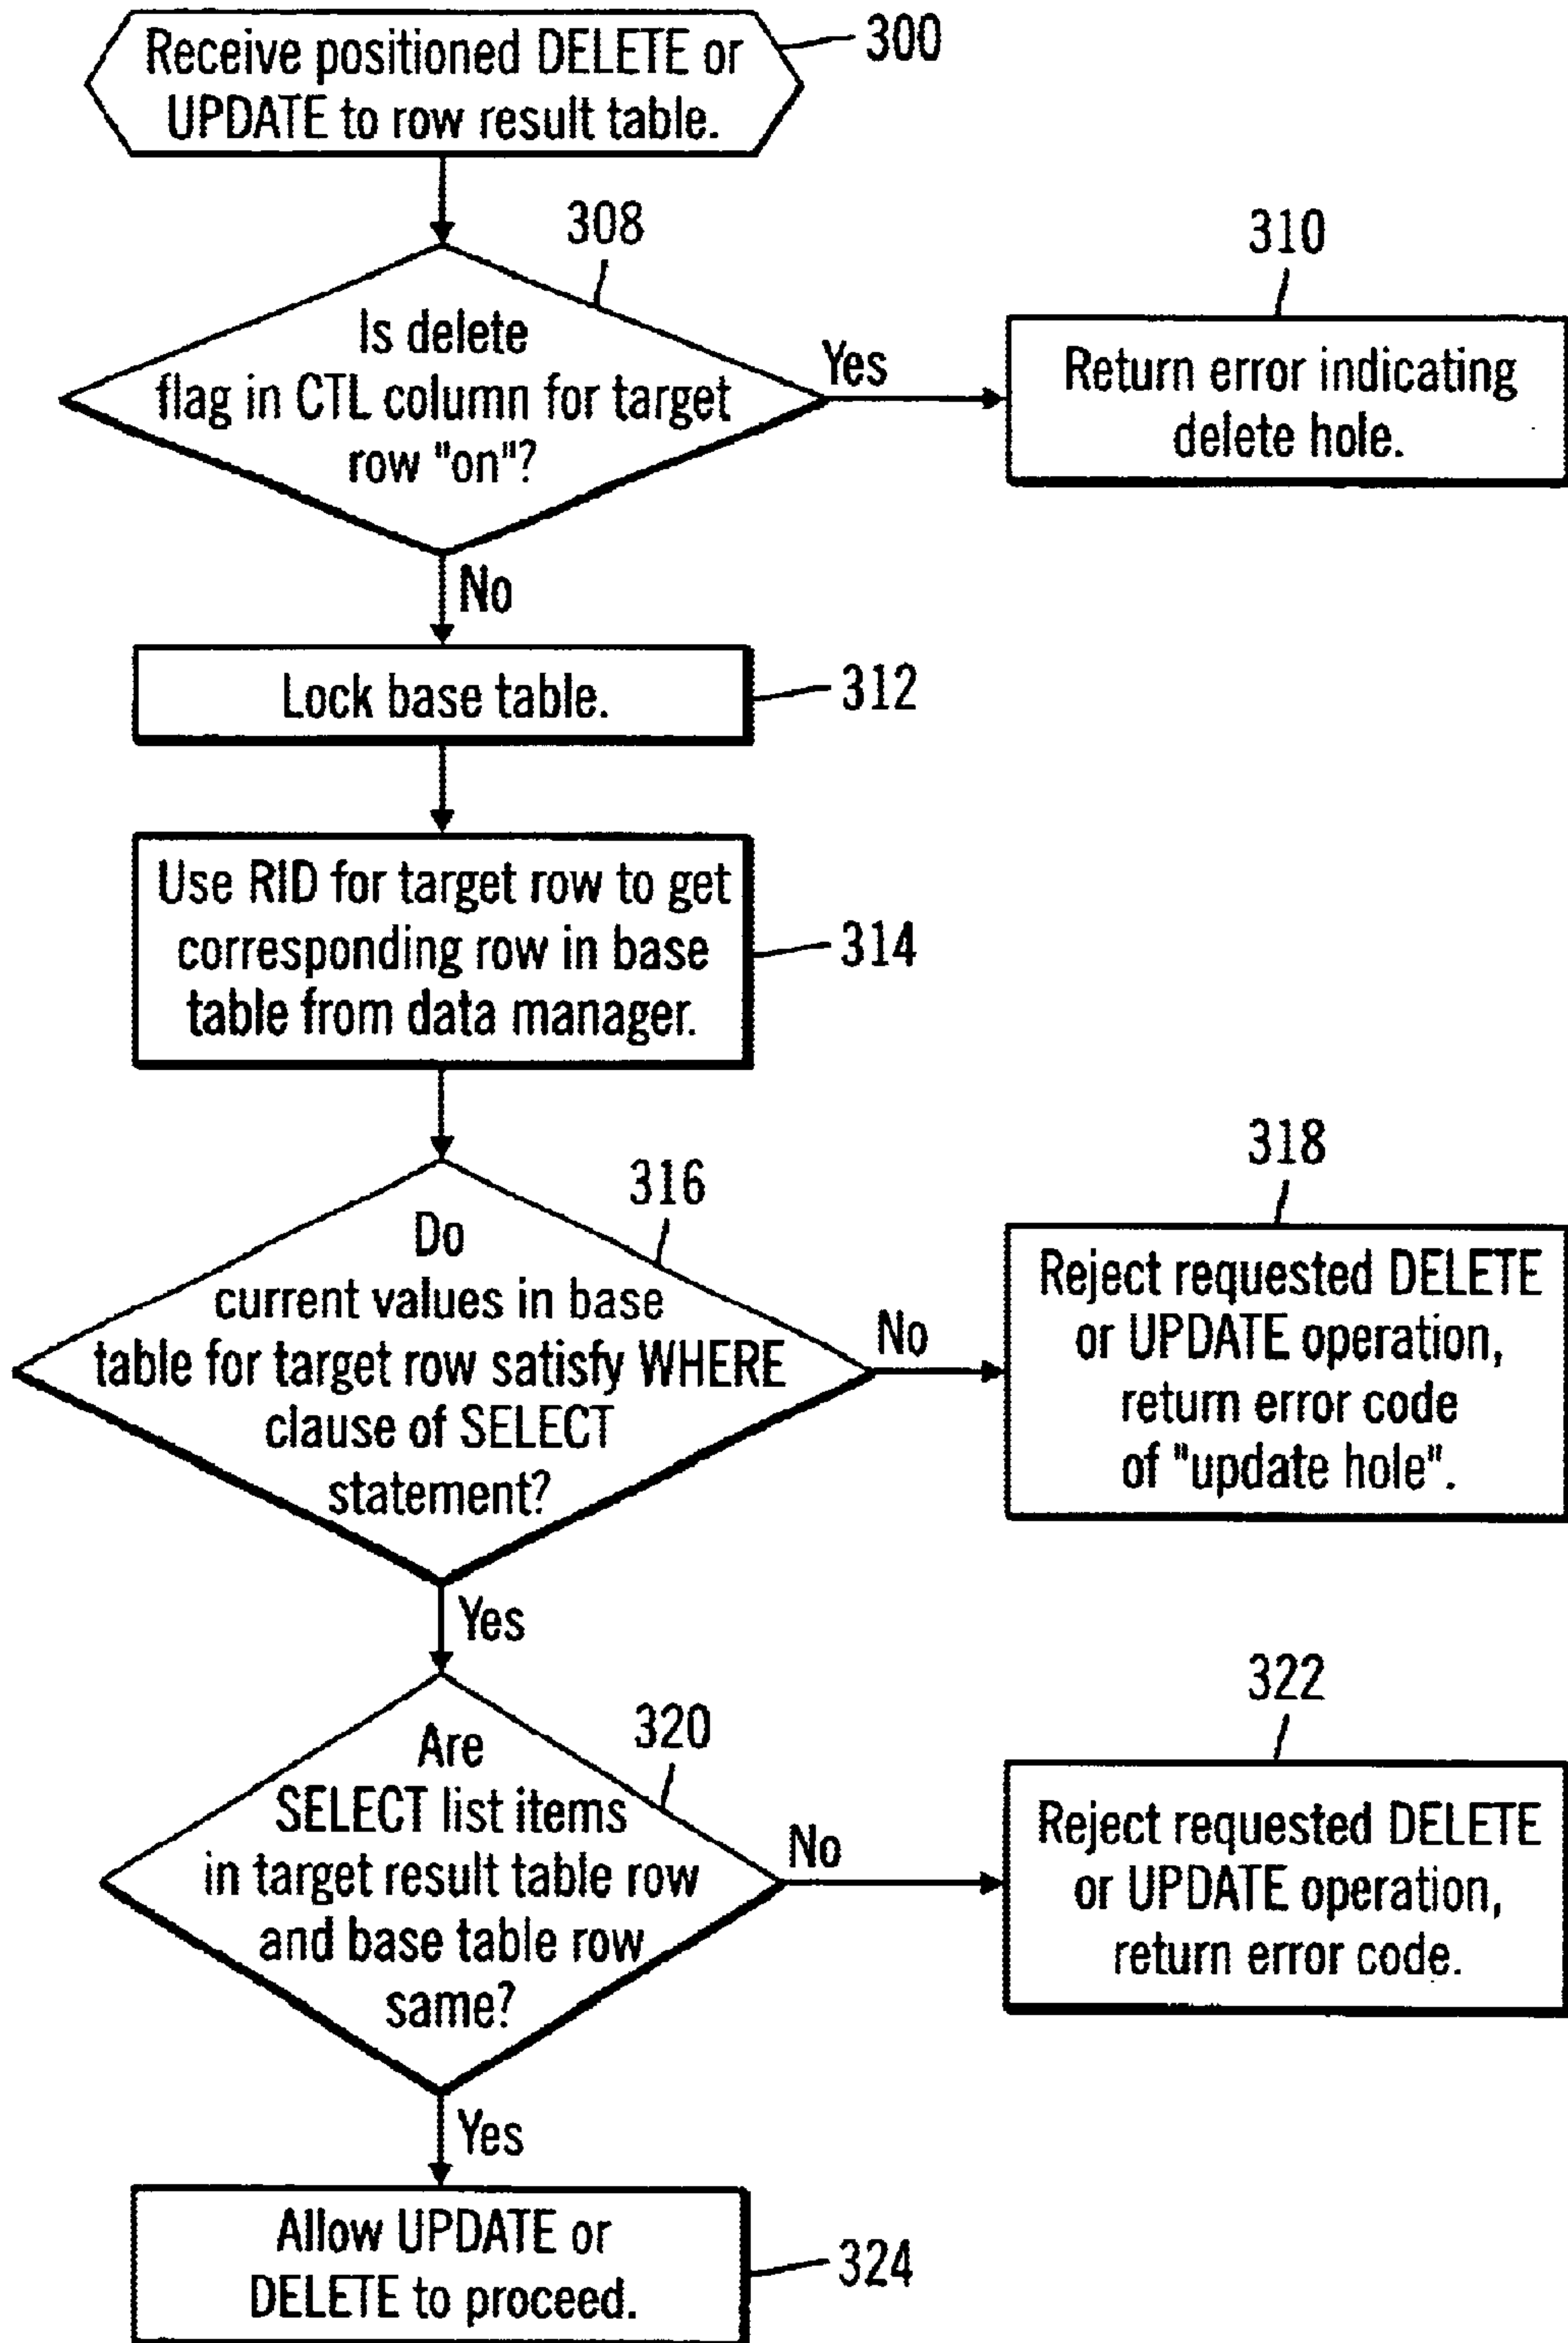 Receive positioned DELETE or
UPDATE to row result table.
300
308
Is delete
flag in CTL column for target
row "on"?
Yes
310
Return error indicating
delete hole.
No
Lock base table.
312
Use RID for target row to get
corresponding row in base
table from data manager.
314
316
Do
current values in base
table for target row satisfy WHERE
clause of SELECT
statement?
No
318
Reject requested DELETE
or UPDATE operation,
return error code
of "update hole".
Yes
320
Are
SELECT list items
in target result table row
and base table row
same?
No
322
Reject requested DELETE
or UPDATE operation,
return error code.
Yes
Allow UPDATE or
DELETE to proceed.
324